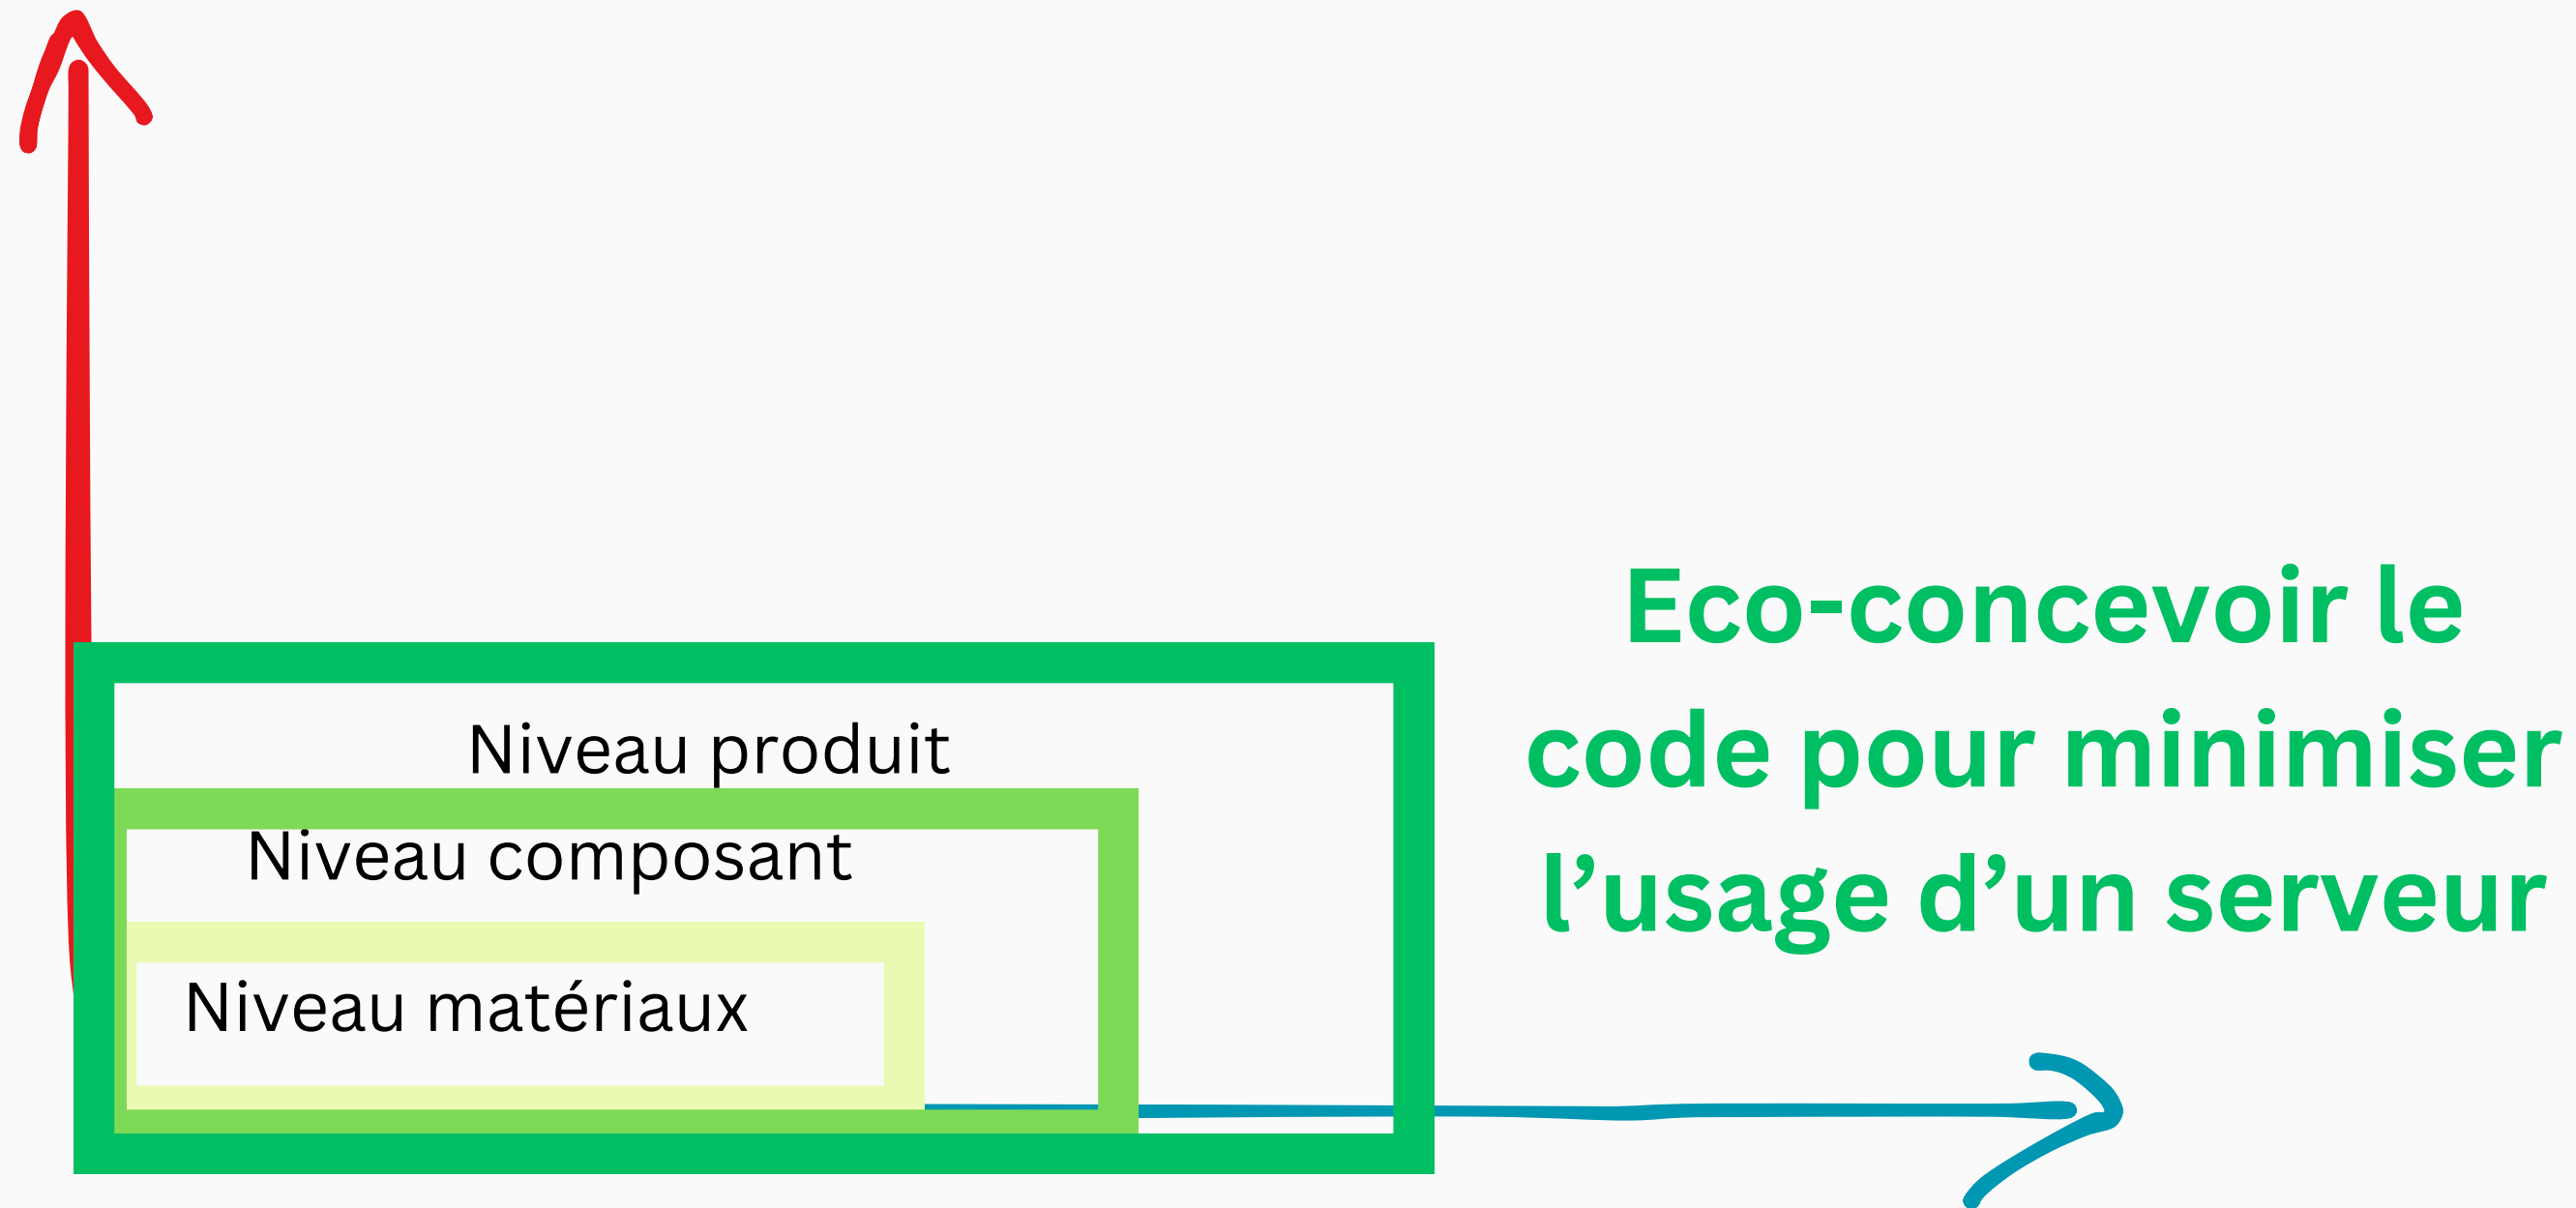 Eco-concevoir le
code pour minimiser
l’usage d’un serveur
Niveau produit
Niveau composant
Niveau matériaux